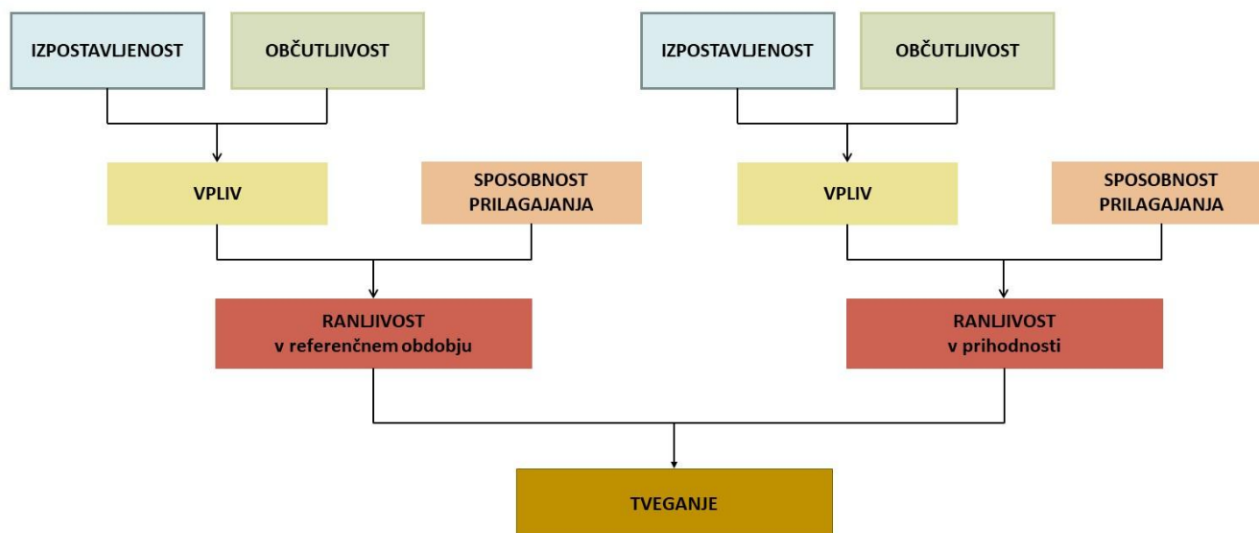 IZPOSTAVLJENOST
OBČUTLJIVOST
IZPOSTAVLJENOST
OBČUTLJIVOST
VPLIV
SPOSOBNOST
PRILAGAJANJA
VPLIV
SPOSOBNOST
PRILAGAJANJA
RANLJIVOST
v referenčnem obdobju
RANLJIVOST
v prihodnosti
TVEGANJE